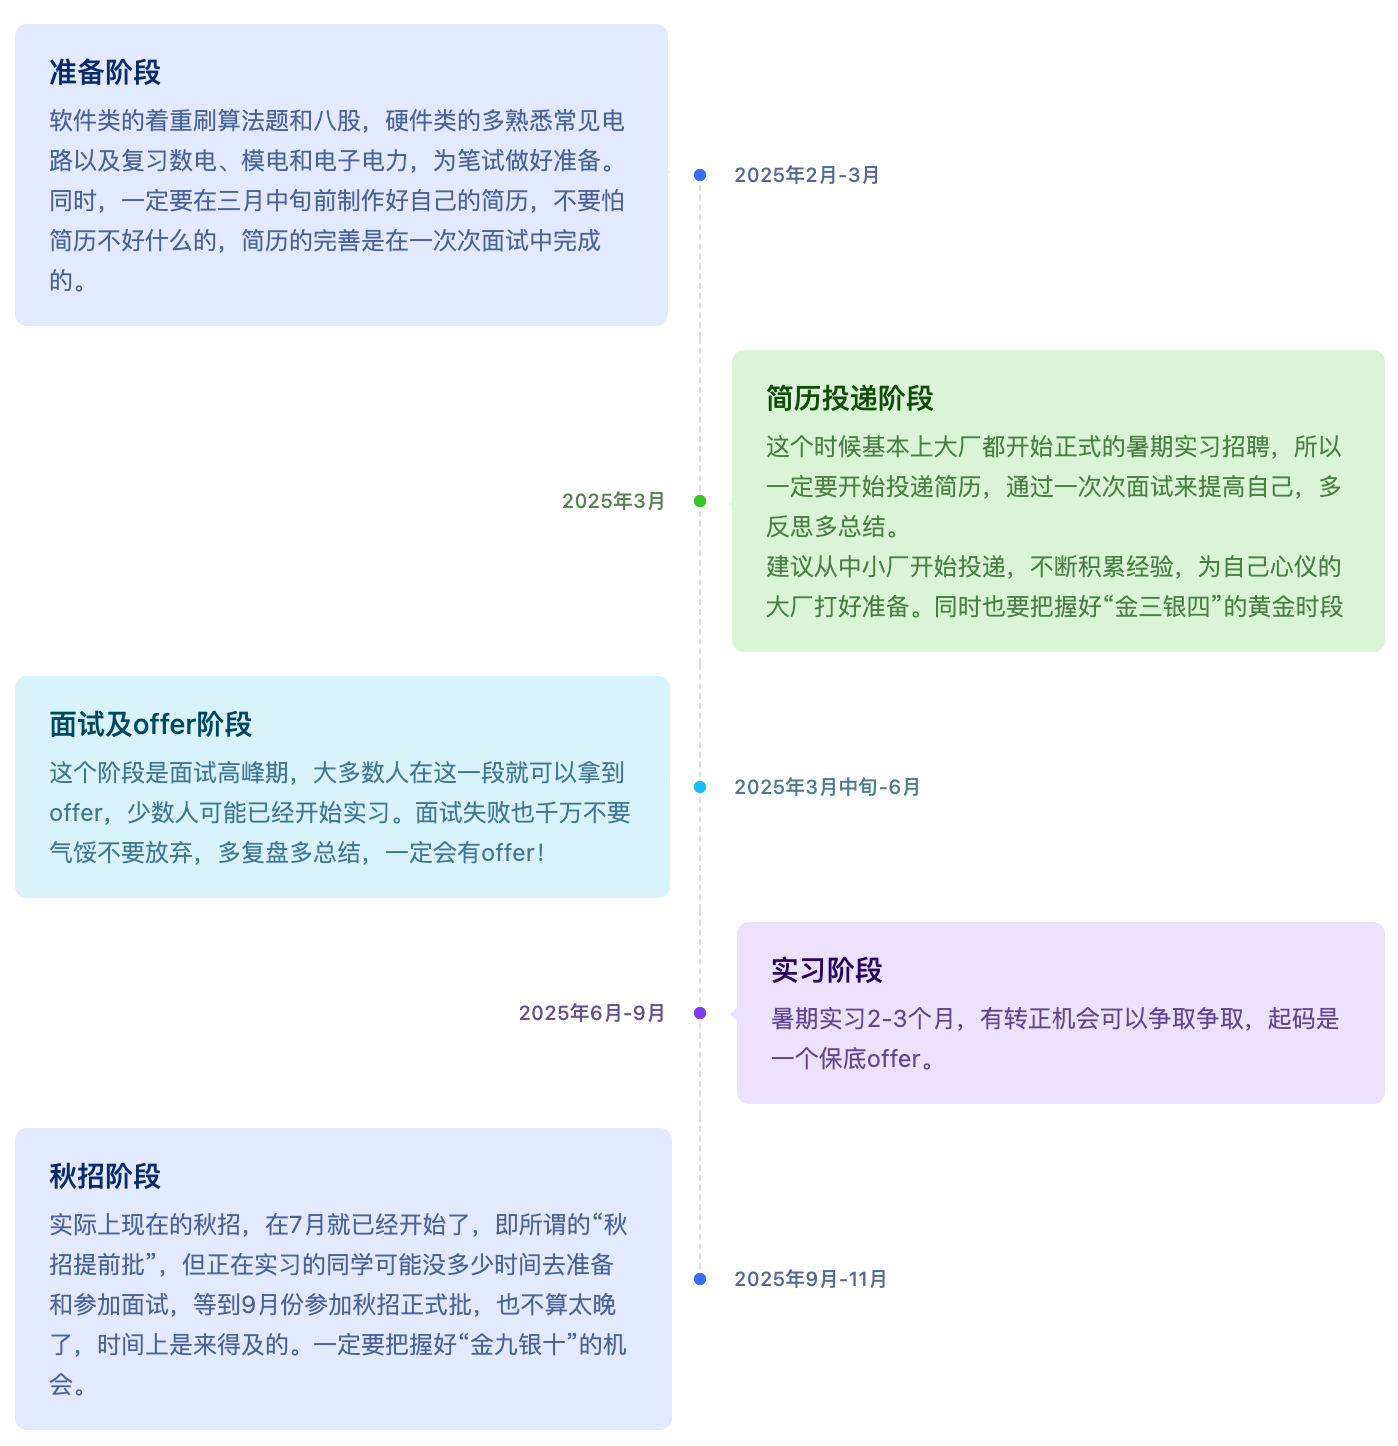 准备阶段
软件类的着重刷算法题和八股，硬件类的多熟悉常见电
路以及复习数电、模电和电子电力，为笔试做好准备。
同时，一定要在三月中旬前制作好自己的简历，不要怕
简历不好什么的，简历的完善是在一次次面试中完成
的。
2025年2月-3月
简历投递阶段
这个时候基本上大厂都开始正式的暑期实习招聘，所以
一定要开始投递简历，通过一次次面试来提高自己，多
反思多总结。
建议从中小厂开始投递，不断积累经验，为自己心仪的
大厂打好准备。同时也要把握好“金三银四”的黄金时段
2025年3月
面试及offer阶段
这个阶段是面试高峰期，大多数人在这一段就可以拿到
offer，少数人可能已经开始实习。面试失败也千万不要
气馁不要放弃，多复盘多总结，一定会有offer！
2025年3月中旬-6月
实习阶段
暑期实习2-3个月，有转正机会可以争取争取，起码是
一个保底offer。
2025年6月-9月
秋招阶段
实际上现在的秋招，在7月就已经开始了，即所谓的“秋
招提前批”，但正在实习的同学可能没多少时间去准备
和参加面试，等到9月份参加秋招正式批，也不算太晚
了，时间上是来得及的。一定要把握好“金九银十”的机
会。
2025年9月-11月